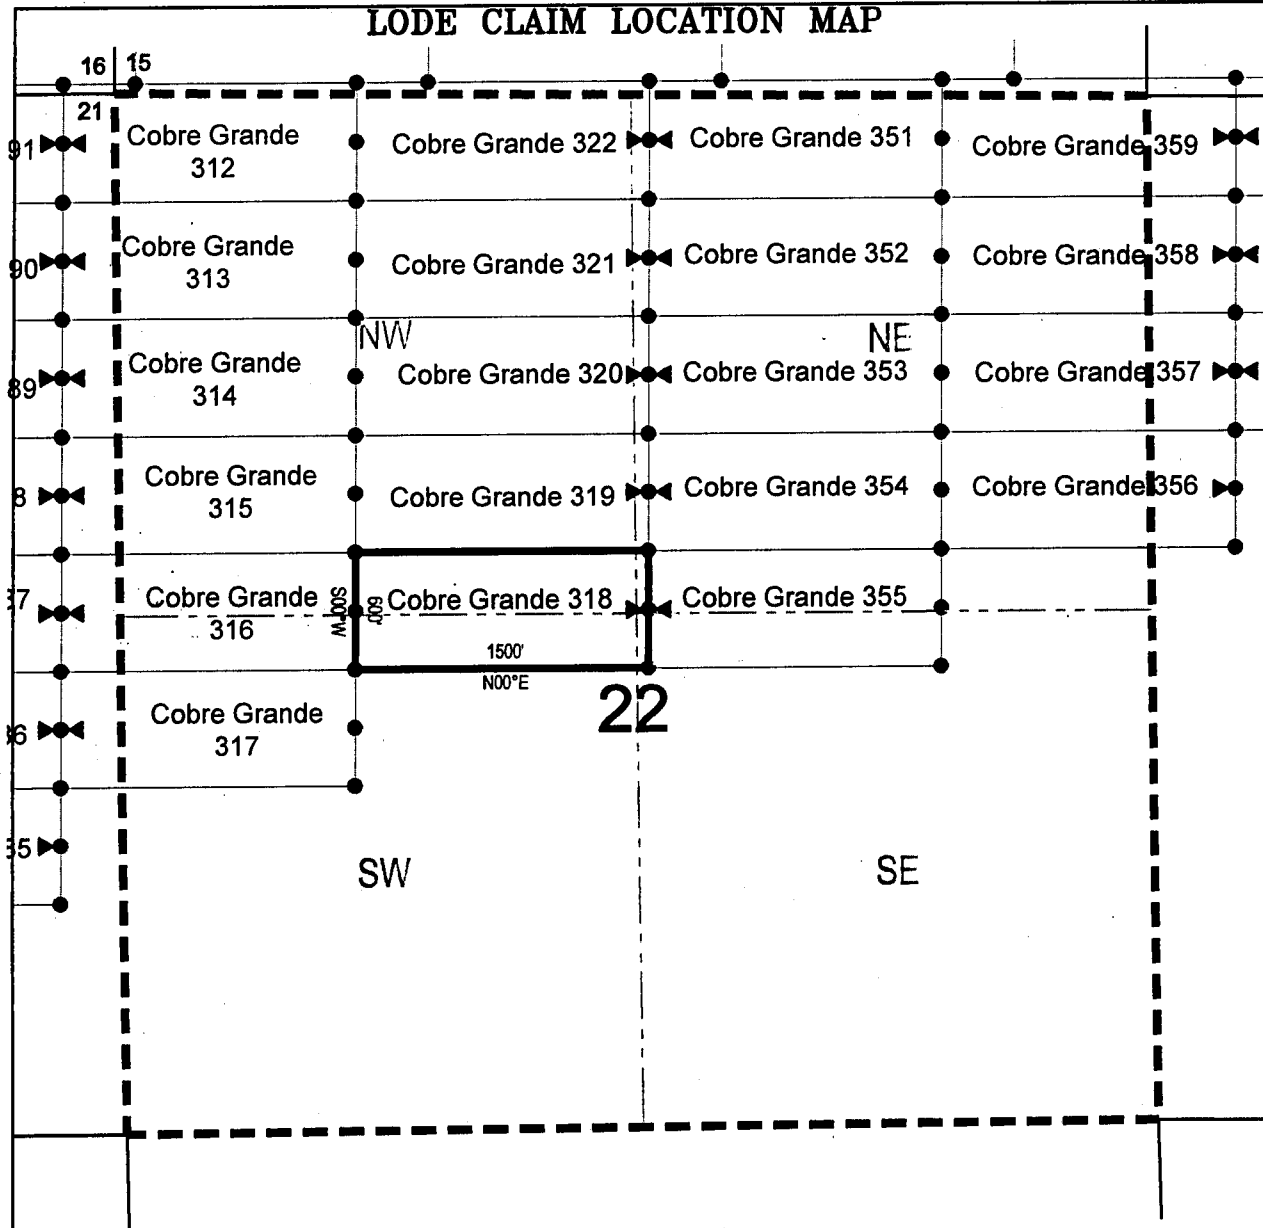 LODE CLAIM LOCATION MAP
16 15
21
91
Cobre Grande
312
Cobre Grande 322
Cobre Grande 351
Cobre Grande 359
90
Cobre Grande
313
Cobre Grande 321
Cobre Grande 352
Cobre Grande 358
NW
NE
89
Cobre Grande
314
Cobre Grande 320
Cobre Grande 353
Cobre Grande 357
8
Cobre Grande
315
Cobre Grande 319
Cobre Grande 354
Cobre Grande 356
Cobre Grande
316
S00°W
600'
Cobre Grande 318
Cobre Grande 355
1500'
N00°E
22
Cobre Grande
317
SW
SE